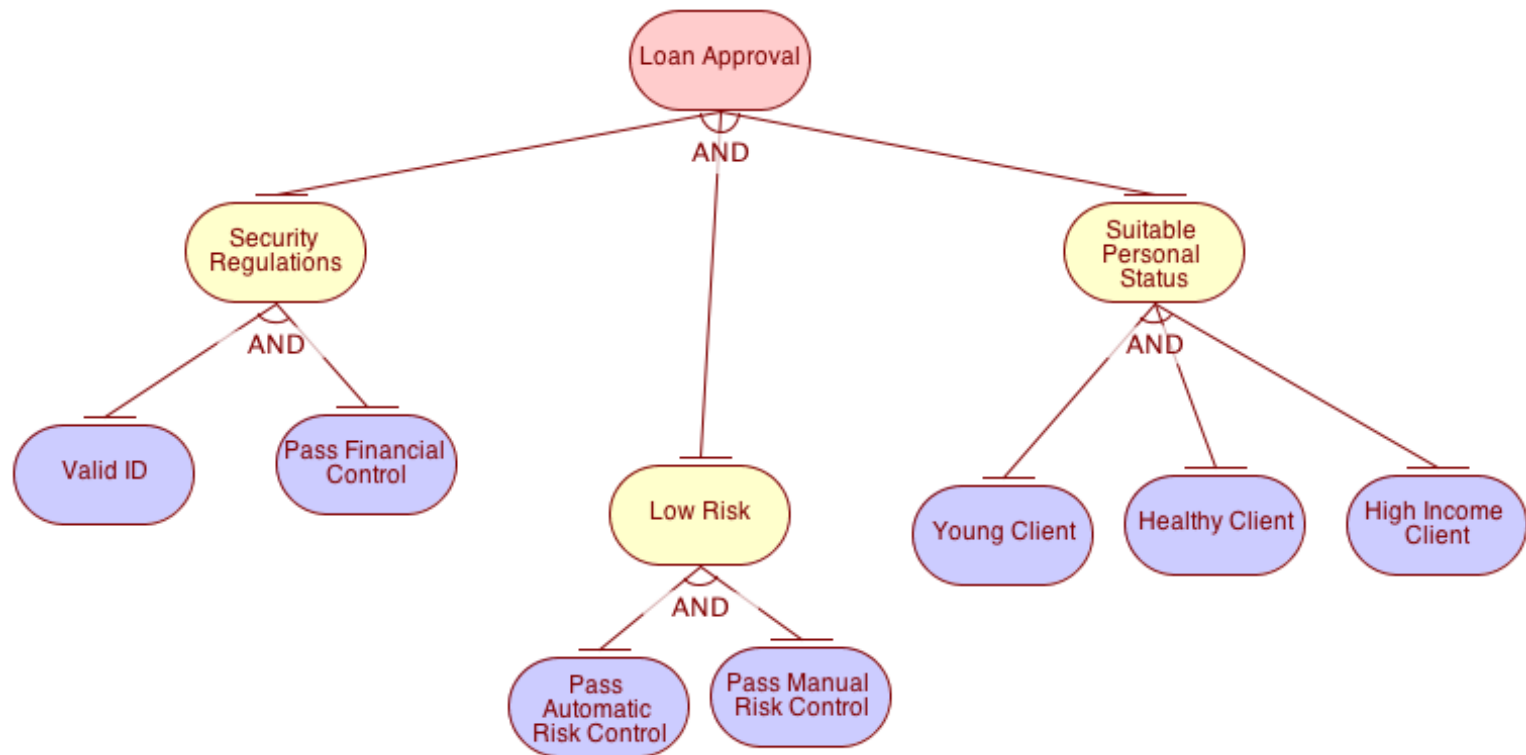 Loan Approval
AND
Security
Regulations
AND
Valid ID
Pass Financial
Control
Low Risk
AND
Pass
Automatic
Risk Control
Pass Manual
Risk Control
Suitable
Personal
Status
AND
Young Client
Healthy Client
High Income
Client